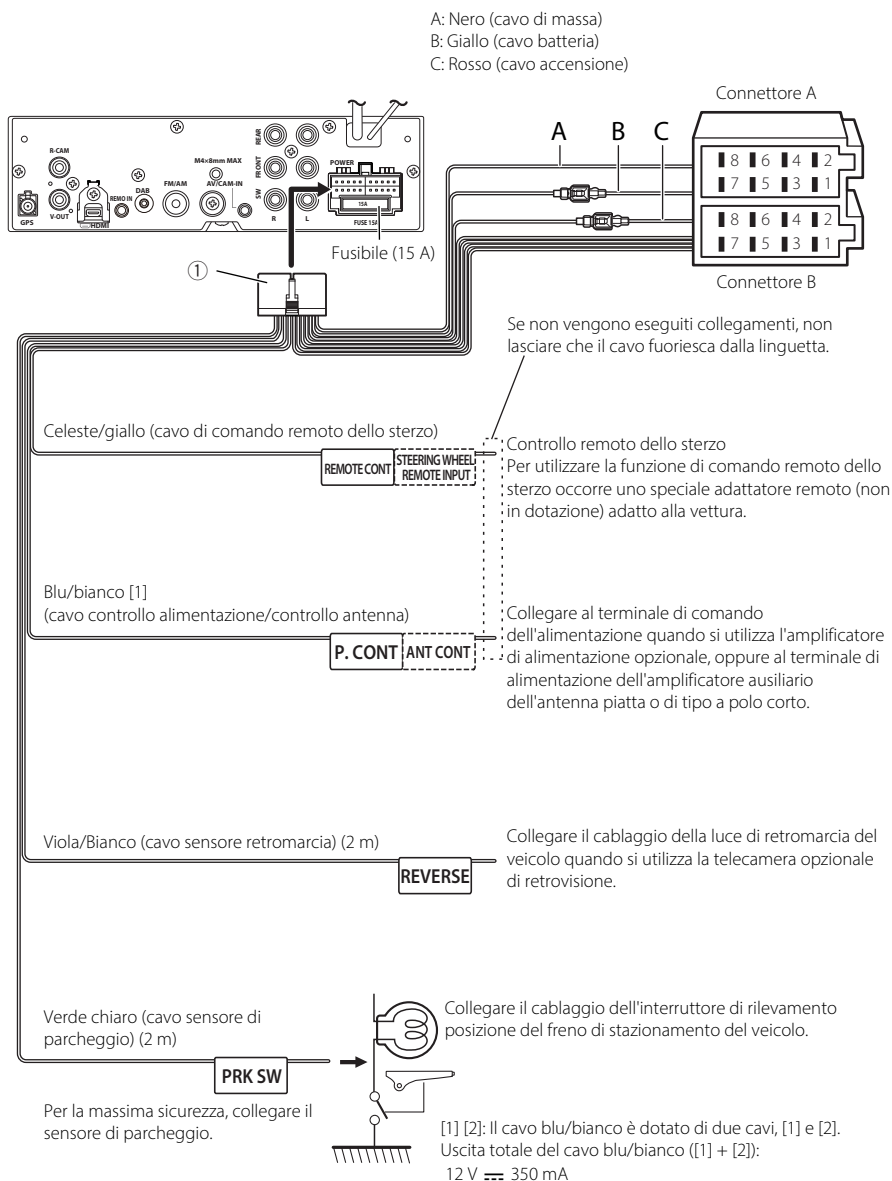 A: Nero (cavo di massa)
B: Giallo (cavo batteria)
C: Rosso (cavo accensione)
Connettore A
A B C
8 6 4 2
7 5 3 1
8 6 4 2
7 5 3 1
Connettore B
R-CAM
V-OUT
GPS
HDMI
REMO IN
DAB
FM/AM
M4×8mm MAX
AV/CAM-IN
REAR
FRONT
SW
R L
POWER
15A
FUSE 15A
Fusibile (15 A)
①
Se non vengono eseguiti collegamenti, non
lasciare che il cavo fuoriesca dalla linguetta.
Celeste/giallo (cavo di comando remoto dello sterzo)
REMOTE CONT
STEERING WHEEL
REMOTE INPUT
Controllo remoto dello sterzo
Per utilizzare la funzione di comando remoto dello
sterzo occorre uno speciale adattatore remoto (non
in dotazione) adatto alla vettura.
Blu/bianco [1]
(cavo controllo alimentazione/controllo antenna)
P. CONT
ANT CONT
Collegare al terminale di comando
dell'alimentazione quando si utilizza l'amplificatore
di alimentazione opzionale, oppure al terminale di
alimentazione dell'amplificatore ausiliario
dell'antenna piatta o di tipo a polo corto.
Viola/Bianco (cavo sensore retromarcia) (2 m)
REVERSE
Collegare il cablaggio della luce di retromarcia del
veicolo quando si utilizza la telecamera opzionale
di retrovisione.
Verde chiaro (cavo sensore di
parcheggio) (2 m)
PRK SW
Per la massima sicurezza, collegare il
sensore di parcheggio.
Collegare il cablaggio dell'interruttore di rilevamento
posizione del freno di stazionamento del veicolo.
[1] [2]: Il cavo blu/bianco è dotato di due cavi, [1] e [2].
Uscita totale del cavo blu/bianco ([1] + [2]):
12 V ⎓ 350 mA